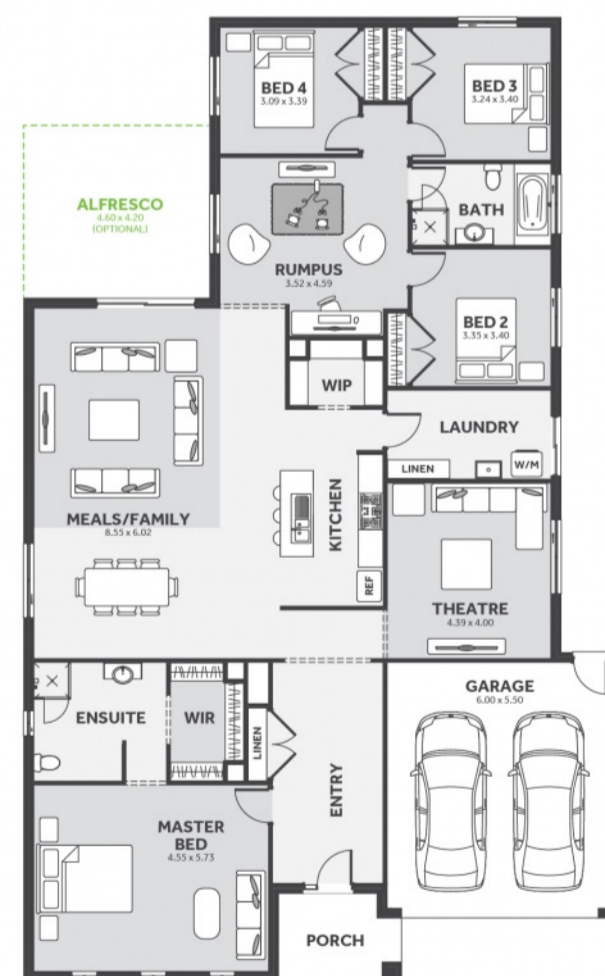 BED 4
3.09 x 3.39
BED 3
3.24 x 3.40
ALFRESCO
4.60 x 4.20
(OPTIONAL)
BATH
RUMPUS
3.52 x 4.59
BED 2
3.35 x 3.40
WIP
LAUNDRY
LINEN
W/M
KITCHEN
MEALS/FAMILY
8.55 x 6.02
REF
THEATRE
4.39 x 4.00
GARAGE
6.00 x 5.50
ENSUITE
WIR
LINEN
ENTRY
MASTER
BED
4.55 x 5.73
PORCH